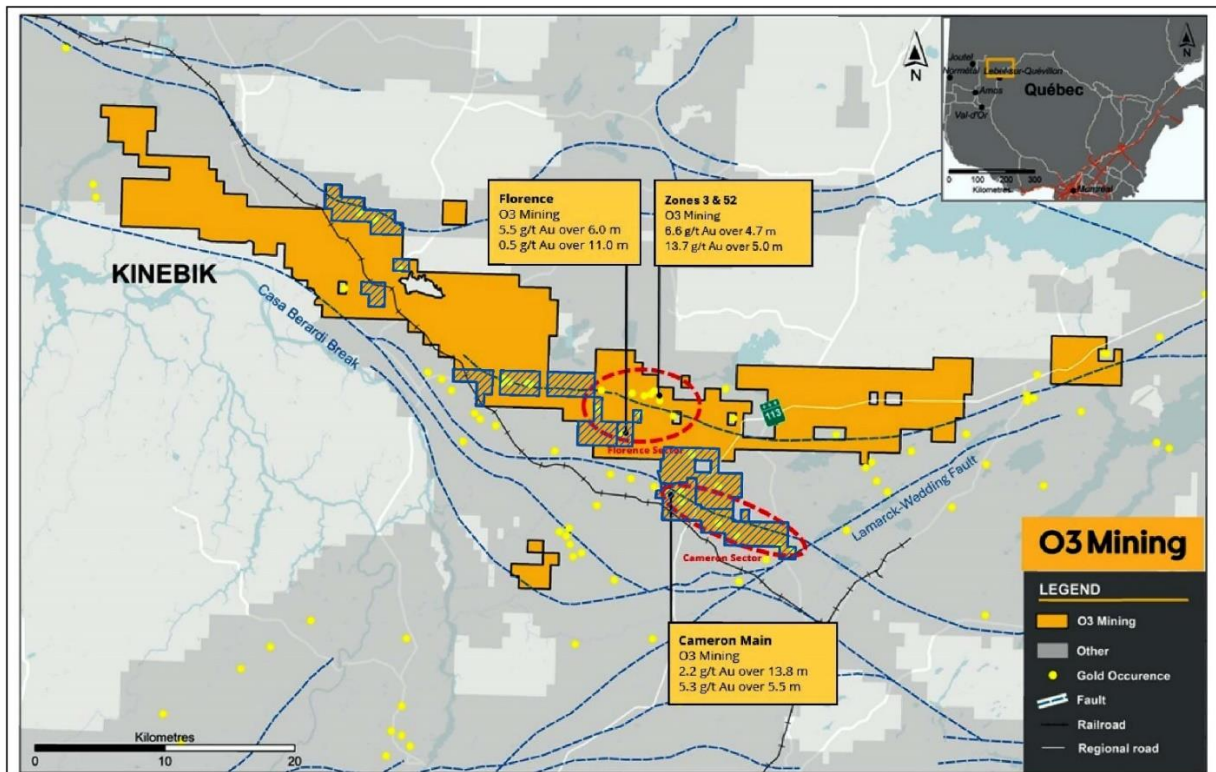 N
N
Joutel
Normétal
Lebel-sur-Quévillon
Québec
Amos
Val-d'Or
0 100 200 300
Kilometres
Montréal
Florence
O3 Mining
5.5 g/t Au over 6.0 m
0.5 g/t Au over 11.0 m
Zones 3 & 52
O3 Mining
6.6 g/t Au over 4.7 m
13.7 g/t Au over 5.0 m
KINEBIK
Casa Berardi Break
113
Florence Sector
Lamarck-Wedding Fault
Cameron Sector
Cameron Main
O3 Mining
2.2 g/t Au over 13.8 m
5.3 g/t Au over 5.5 m
O3 Mining
LEGEND
O3 Mining
Other
Gold Occurence
Fault
Railroad
Regional road
Kilometres
0 10 20